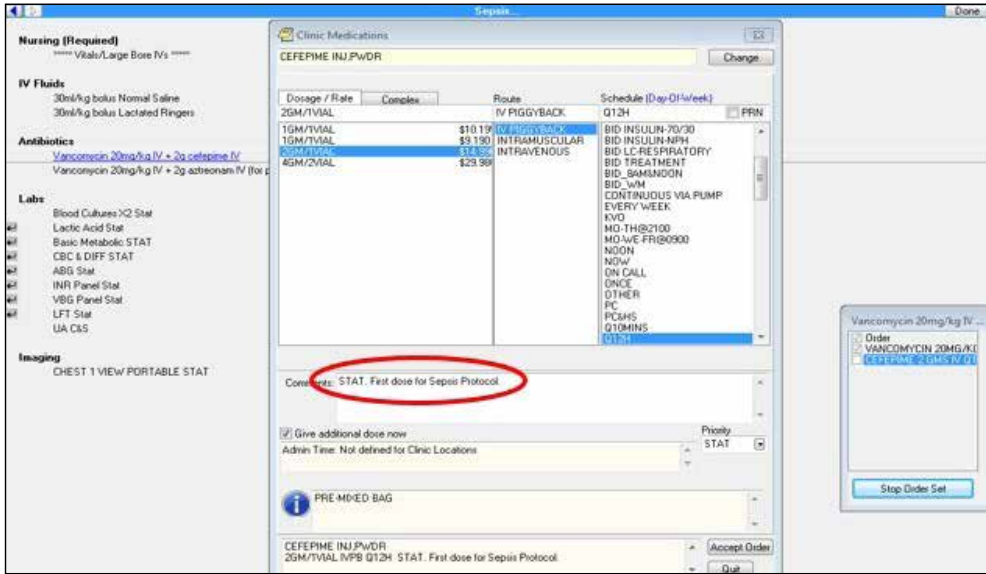 Sepsis...
Done
Nursing (Required)
***** Vitals/Large Bore IVs *****
IV Fluids
30ml/kg bolus Normal Saline
30ml/kg bolus Lactated Ringers
Antibiotics
Vancomycin 20mg/kg IV + 2g cefepime IV
Vancomycin 20mg/kg IV + 2g aztreonam IV (for p
Labs
Blood Cultures X2 Stat
Lactic Acid Stat
Basic Metabolic STAT
CBC & DIFF STAT
ABG Stat
INR Panel Stat
VBG Panel Stat
LFT Stat
UA C&S
Imaging
CHEST 1 VIEW PORTABLE STAT
Clinic Medications
CEFEPIME INJ,PWDR
Change
Dosage / Rate
Complex
Route
Schedule (Day-Of-Week)
2GM/1VIAL
IV PIGGYBACK
Q12H
PRN
1GM/1VIAL $10.19
1GM/1VIAL $9.190
2GM/1VIAL $14.99
4GM/2VIAL $29.98
IV PIGGYBACK
INTRAMUSCULAR
INTRAVENOUS
BID INSULIN-70/30
BID INSULIN-NPH
BID LC-RESPIRATORY
BID TREATMENT
BID_8AM&NOON
BID_WM
CONTINUOUS VIA PUMP
EVERY WEEK
KVO
MO-TH@2100
MO-WE-FR@0900
NOON
NOW
ON CALL
ONCE
OTHER
PC
PC&HS
Q10MINS
Q12H
Comments: STAT. First dose for Sepsis Protocol.
Give additional dose now
Priority
STAT
Admin Time: Not defined for Clinic Locations
PRE-MIXED BAG
CEFEPIME INJ,PWDR
2GM/1VIAL IVPB Q12H STAT. First dose for Sepsis Protocol.
Accept Order
Quit
Vancomycin 20mg/kg IV ...
Order
VANCOMYCIN 20MG/K
CEFEPIME 2 GMS IV Q1
Stop Order Set